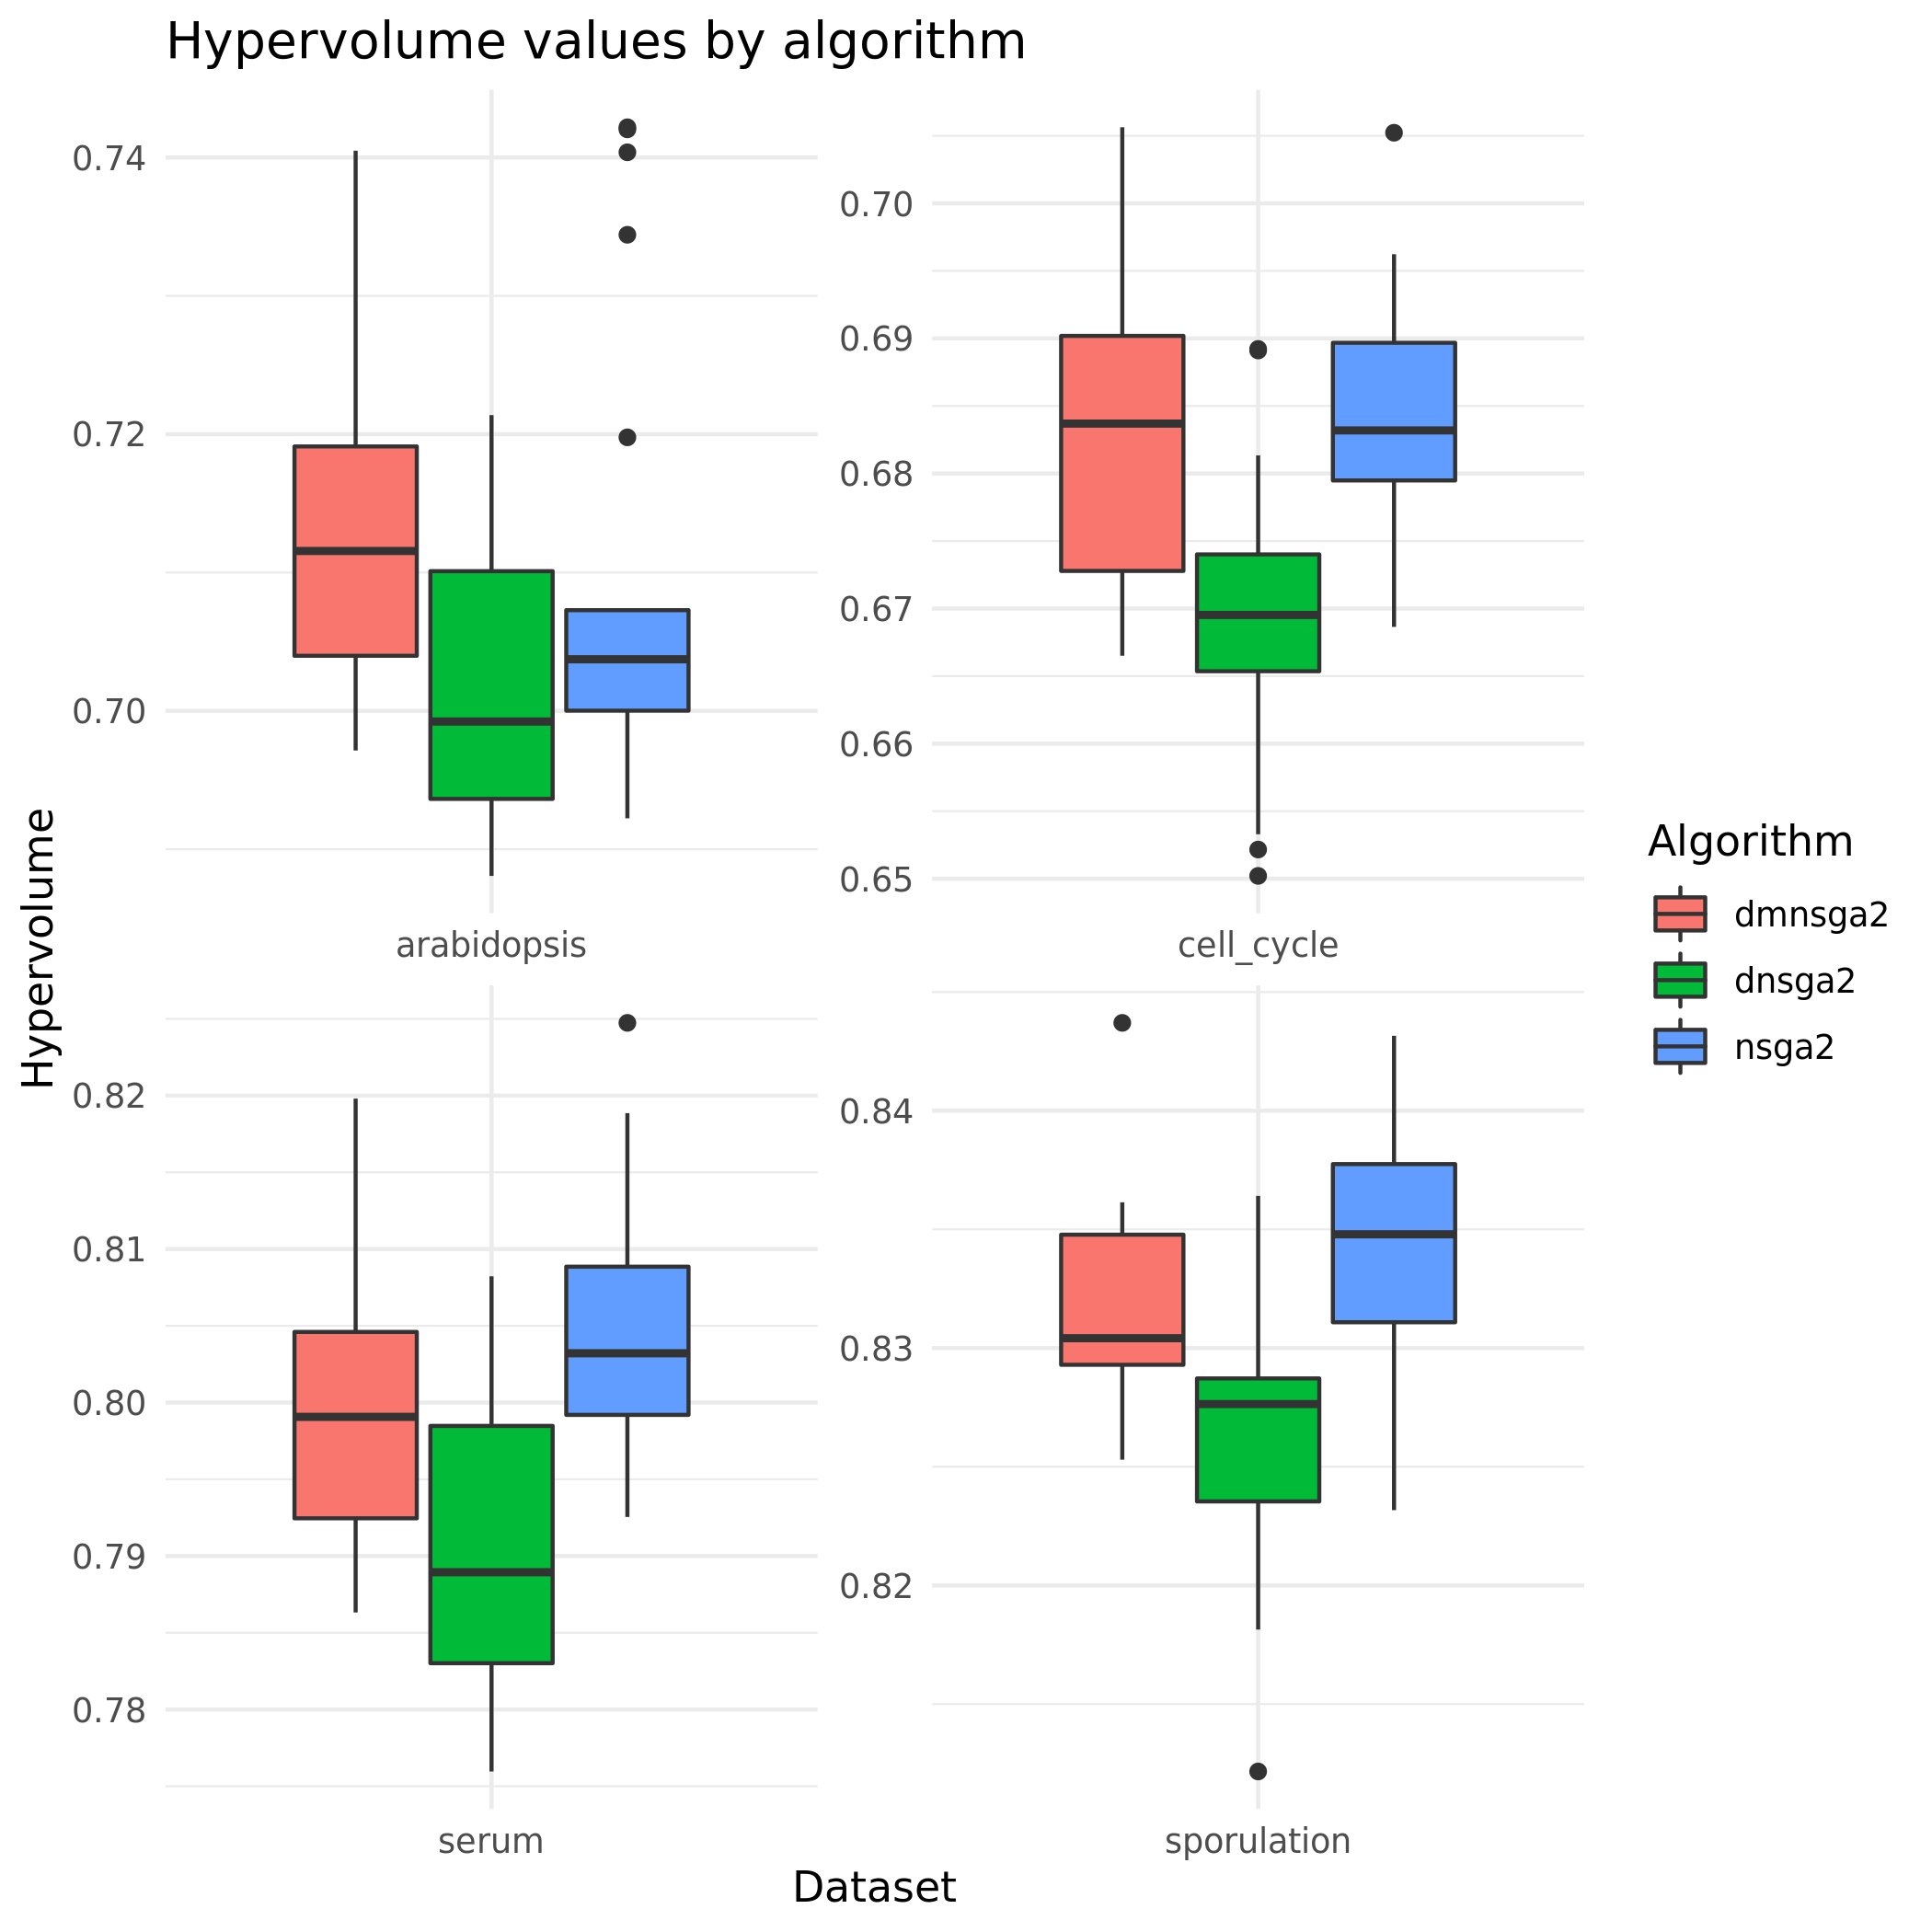 Hypervolume values by algorithm
Hypervolume
0.74
0.72
0.70
arabidopsis
0.70
0.69
0.68
0.67
0.66
0.65
cell_cycle
0.82
0.81
0.80
0.79
0.78
serum
0.84
0.83
0.82
sporulation
Dataset
Algorithm
dmnsga2
dnsga2
nsga2